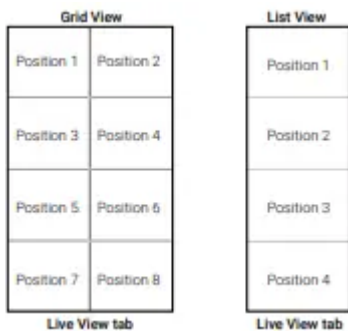 Grid View
Position 1 Position 2
Position 3 Position 4
Position 5 Position 6
Position 7 Position 8
Live View tab
List View
Position 1
Position 2
Position 3
Position 4
Live View tab